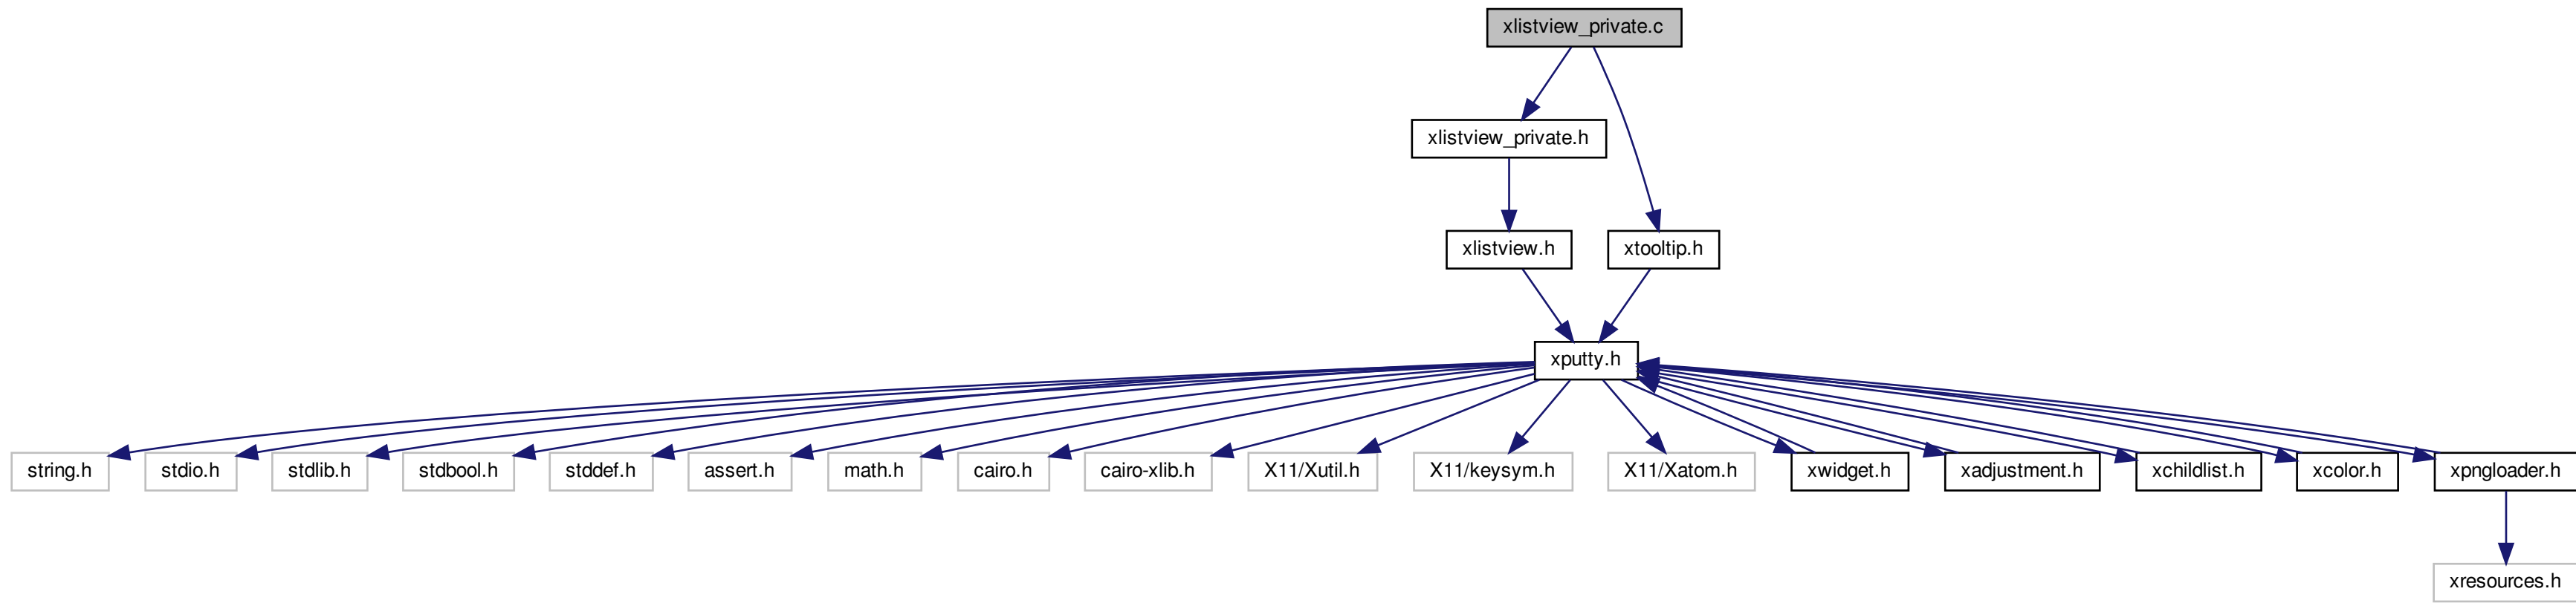 xlistview_private.c
xlistview_private.h
xlistview.h
xtooltip.h
xputty.h
string.h
stdio.h
stdlib.h
stdbool.h
stddef.h
assert.h
math.h
cairo.h
cairo-xlib.h
X11/Xutil.h
X11/keysym.h
X11/Xatom.h
xwidget.h
xadjustment.h
xchildlist.h
xcolor.h
xpngloader.h
xresources.h